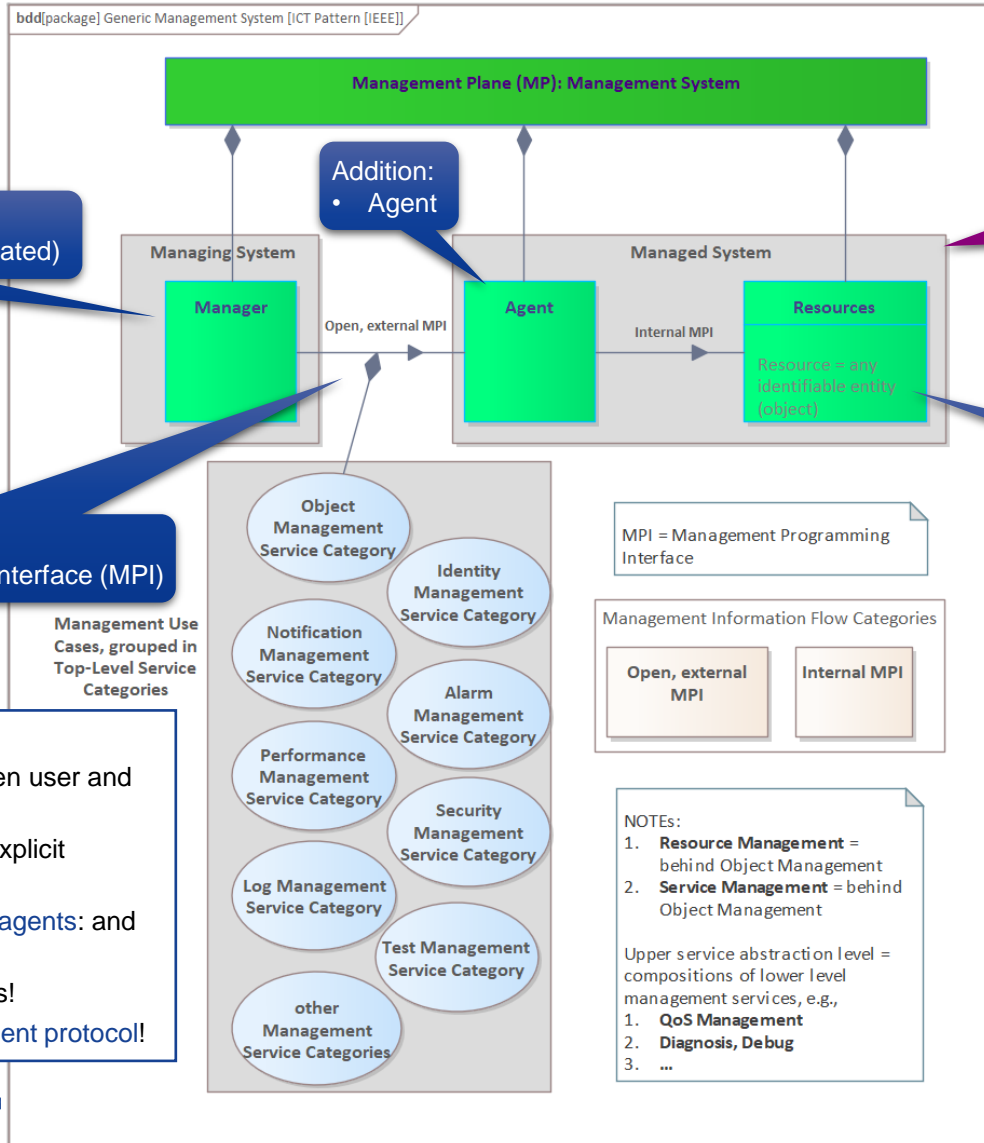 bdd[package] Generic Management System [ICT Pattern [IEEE]]
Management Plane (MP): Management System
Addition:
• Agent
ated)
Managing System
Managed System
Manager
Open, external MPI
Agent
Internal MPI
Resources
Resource = any
identifiable entity
(object)
nterface (MPI)
Management Use
Cases, grouped in
Top-Level Service
Categories
Object
Management
Service Category
Identity
Management
Service Category
Notification
Management
Service Category
Alarm
Management
Service Category
Performance
Management
Service Category
Security
Management
Service Category
Log Management
Service Category
Test Management
Service Category
other
Management
Service Categories
MPI = Management Programming
Interface
Management Information Flow Categories
Open, external
MPI
Internal MPI
en user and
xplicit
agents: and
s!
ent protocol!
NOTEs:
1. Resource Management =
behind Object Management
2. Service Management = behind
Object Management
Upper service abstraction level =
compositions of lower level
management services, e.g.,
1. QoS Management
2. Diagnosis, Debug
3. ...